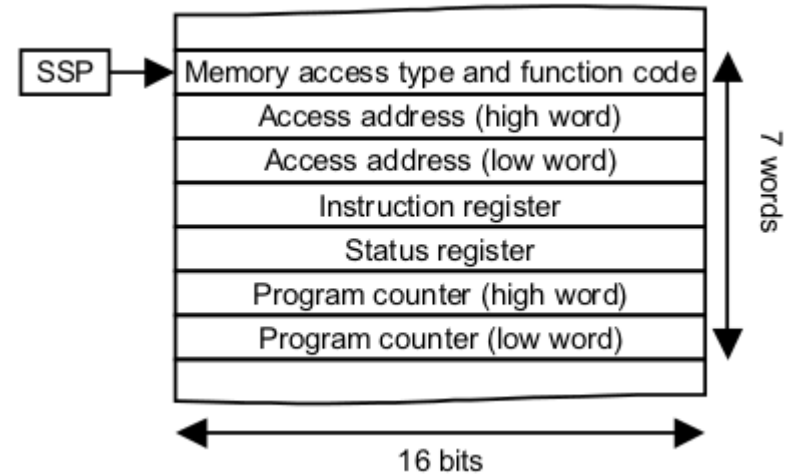 SSP
Memory access type and function code
Access address (high word)
Access address (low word)
Instruction register
Status register
Program counter (high word)
Program counter (low word)
7 words
16 bits